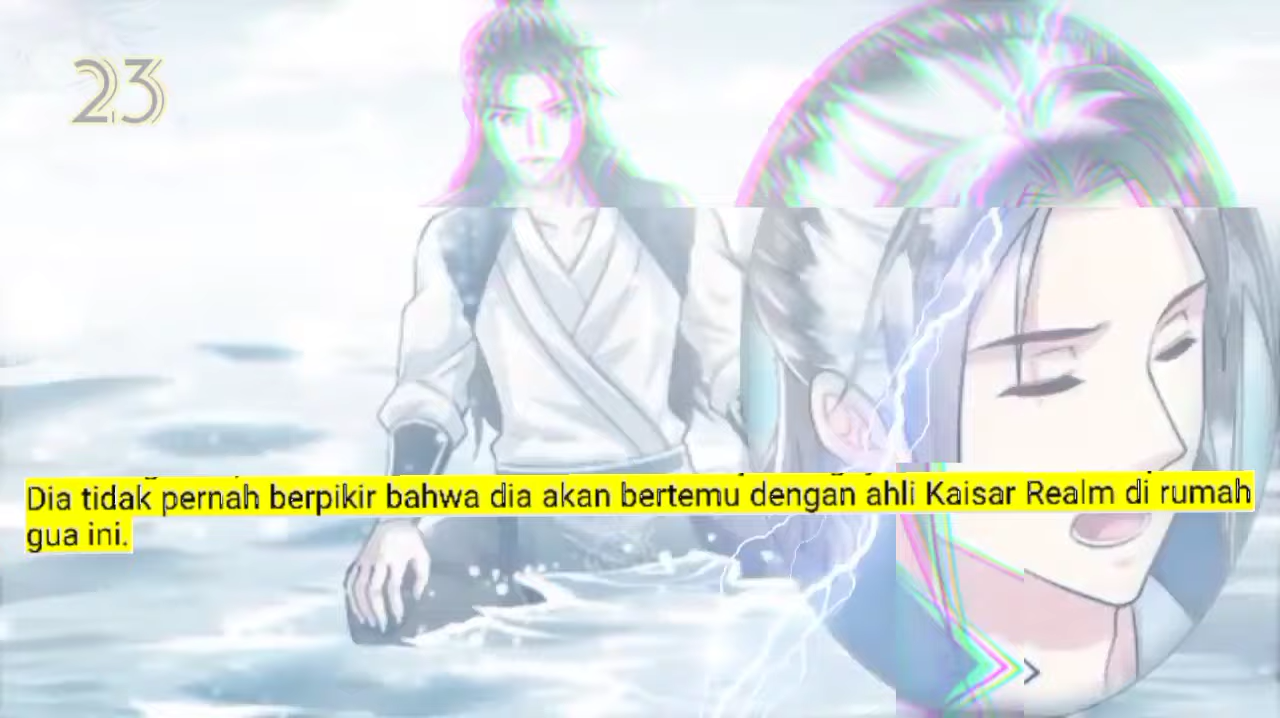 23
Dia tidak pernah berpikir bahwa dia akan bertemu dengan ahli Kaisar Realm di rumah
gua ini.